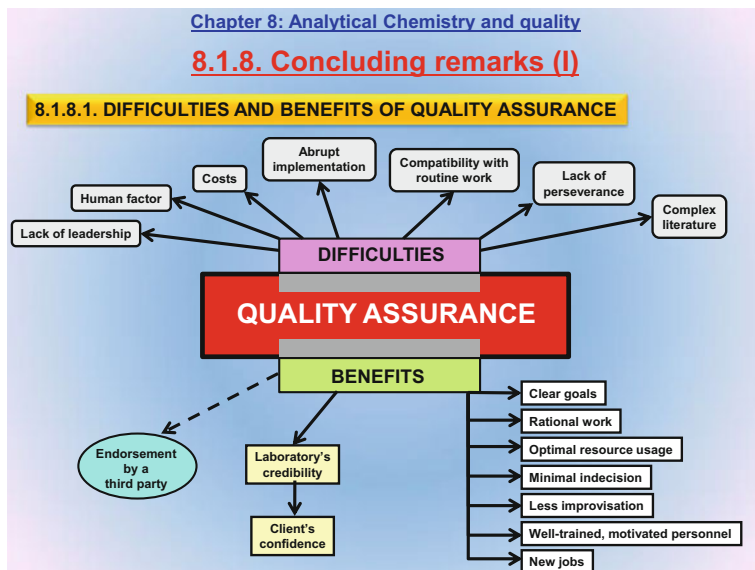 Chapter 8: Analytical Chemistry and quality
8.1.8. Concluding remarks (I)
8.1.8.1. DIFFICULTIES AND BENEFITS OF QUALITY ASSURANCE
Abrupt
implementation
Compatibility with
routine work
Lack of
perseverance
Costs
Human factor
Complex
literature
Lack of leadership
DIFFICULTIES
QUALITY ASSURANCE
BENEFITS
Endorsement
by a
third party
Laboratory's
credibility
Client's
confidence
Clear goals
Rational work
Optimal resource usage
Minimal indecision
Less improvisation
Well-trained, motivated personnel
New jobs